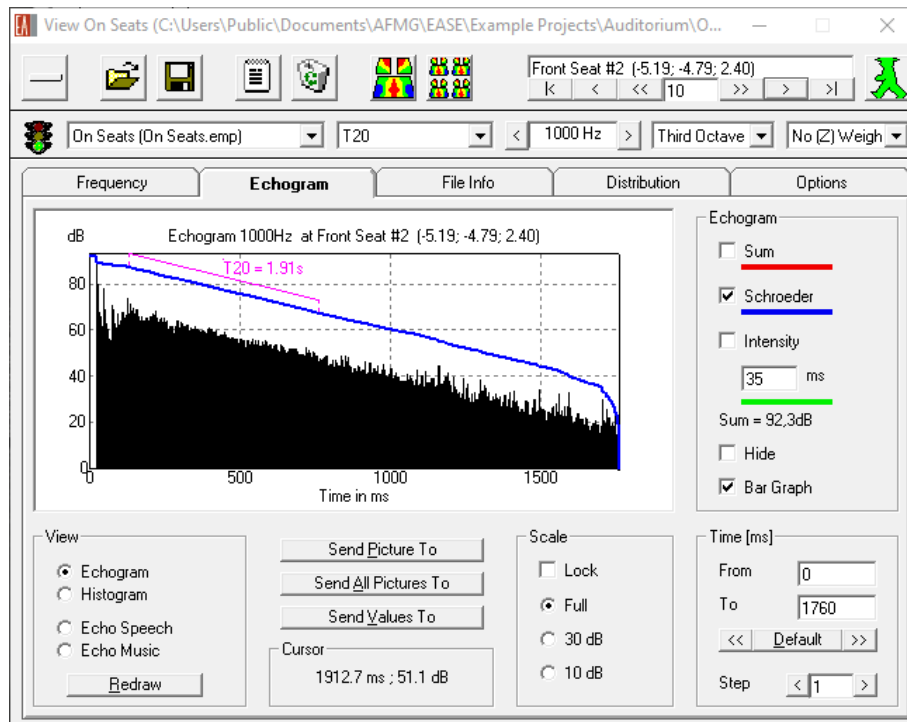 View On Seats (C:\Users\Public\Documents\AFMG\EASE\Example Projects\Auditorium\O...
Front Seat #2 (-5.19; -4.79; 2.40)
|< < << 10 >> > >|
On Seats (On Seats.emp) T20 < 1000 Hz > Third Octave No (Z) Weigh
Frequency Echogram File Info Distribution Options
dB Echogram 1000Hz at Front Seat #2 (-5.19; -4.79; 2.40)
T20 = 1.91s
80
60
40
20
0
0 500 1000 1500
Time in ms
Echogram
Sum
Schroeder
Intensity
35 ms
Sum = 92,3dB
Hide
Bar Graph
View
Echogram
Histogram
Echo Speech
Echo Music
Redraw
Send Picture To
Send All Pictures To
Send Values To
Cursor
1912.7 ms ; 51.1 dB
Scale
Lock
Full
30 dB
10 dB
Time [ms]
From 0
To 1760
<< Default >>
Step < 1 >